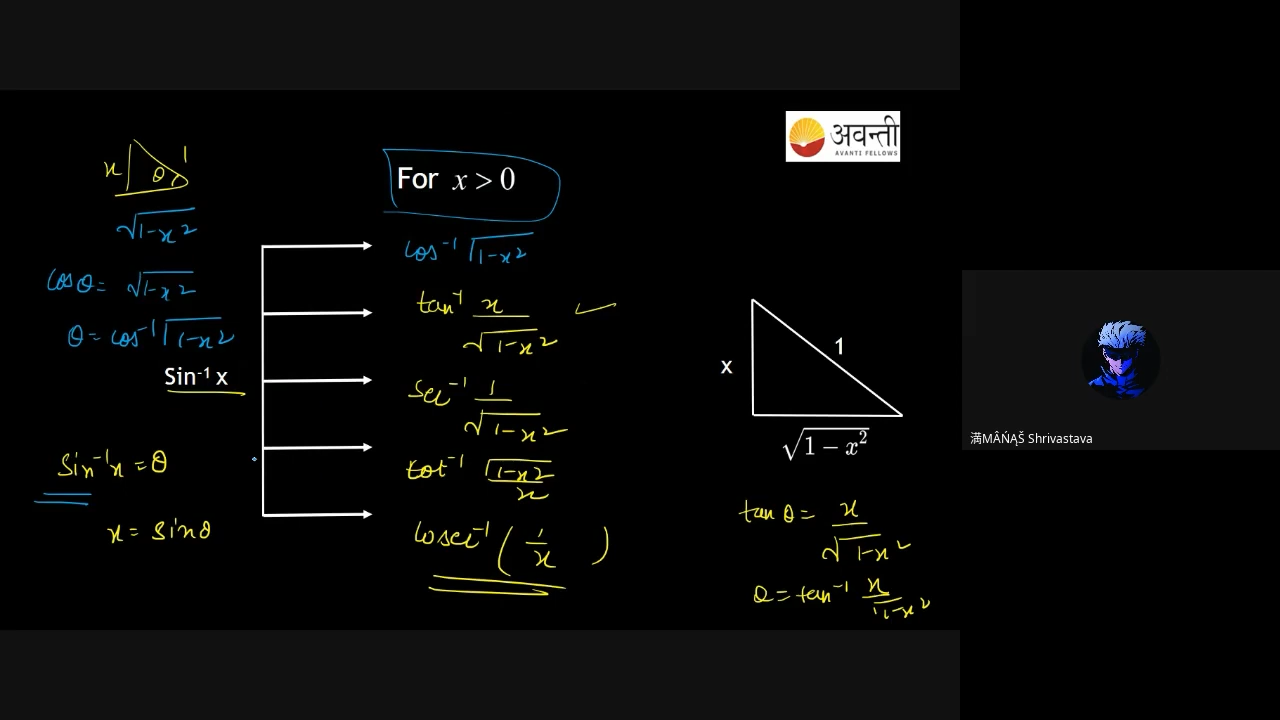 अवन्ती
AVANTI FELLOWS
x 1
θ
√1-x²
cosθ = √1-x²
θ = cos⁻¹ √1-x²
Sin⁻¹ x
sin⁻¹x = θ
x = sinθ
For x > 0
cos⁻¹ √1-x²
tan⁻¹ x/√1-x²
sec⁻¹ 1/√1-x²
cot⁻¹ √1-x²/x
cosec⁻¹ (1/x)
x
1
√1 − x²
tan θ = x/√1-x²
θ = tan⁻¹ x/√1-x²
満MÂŃĄŠ Shrivastava